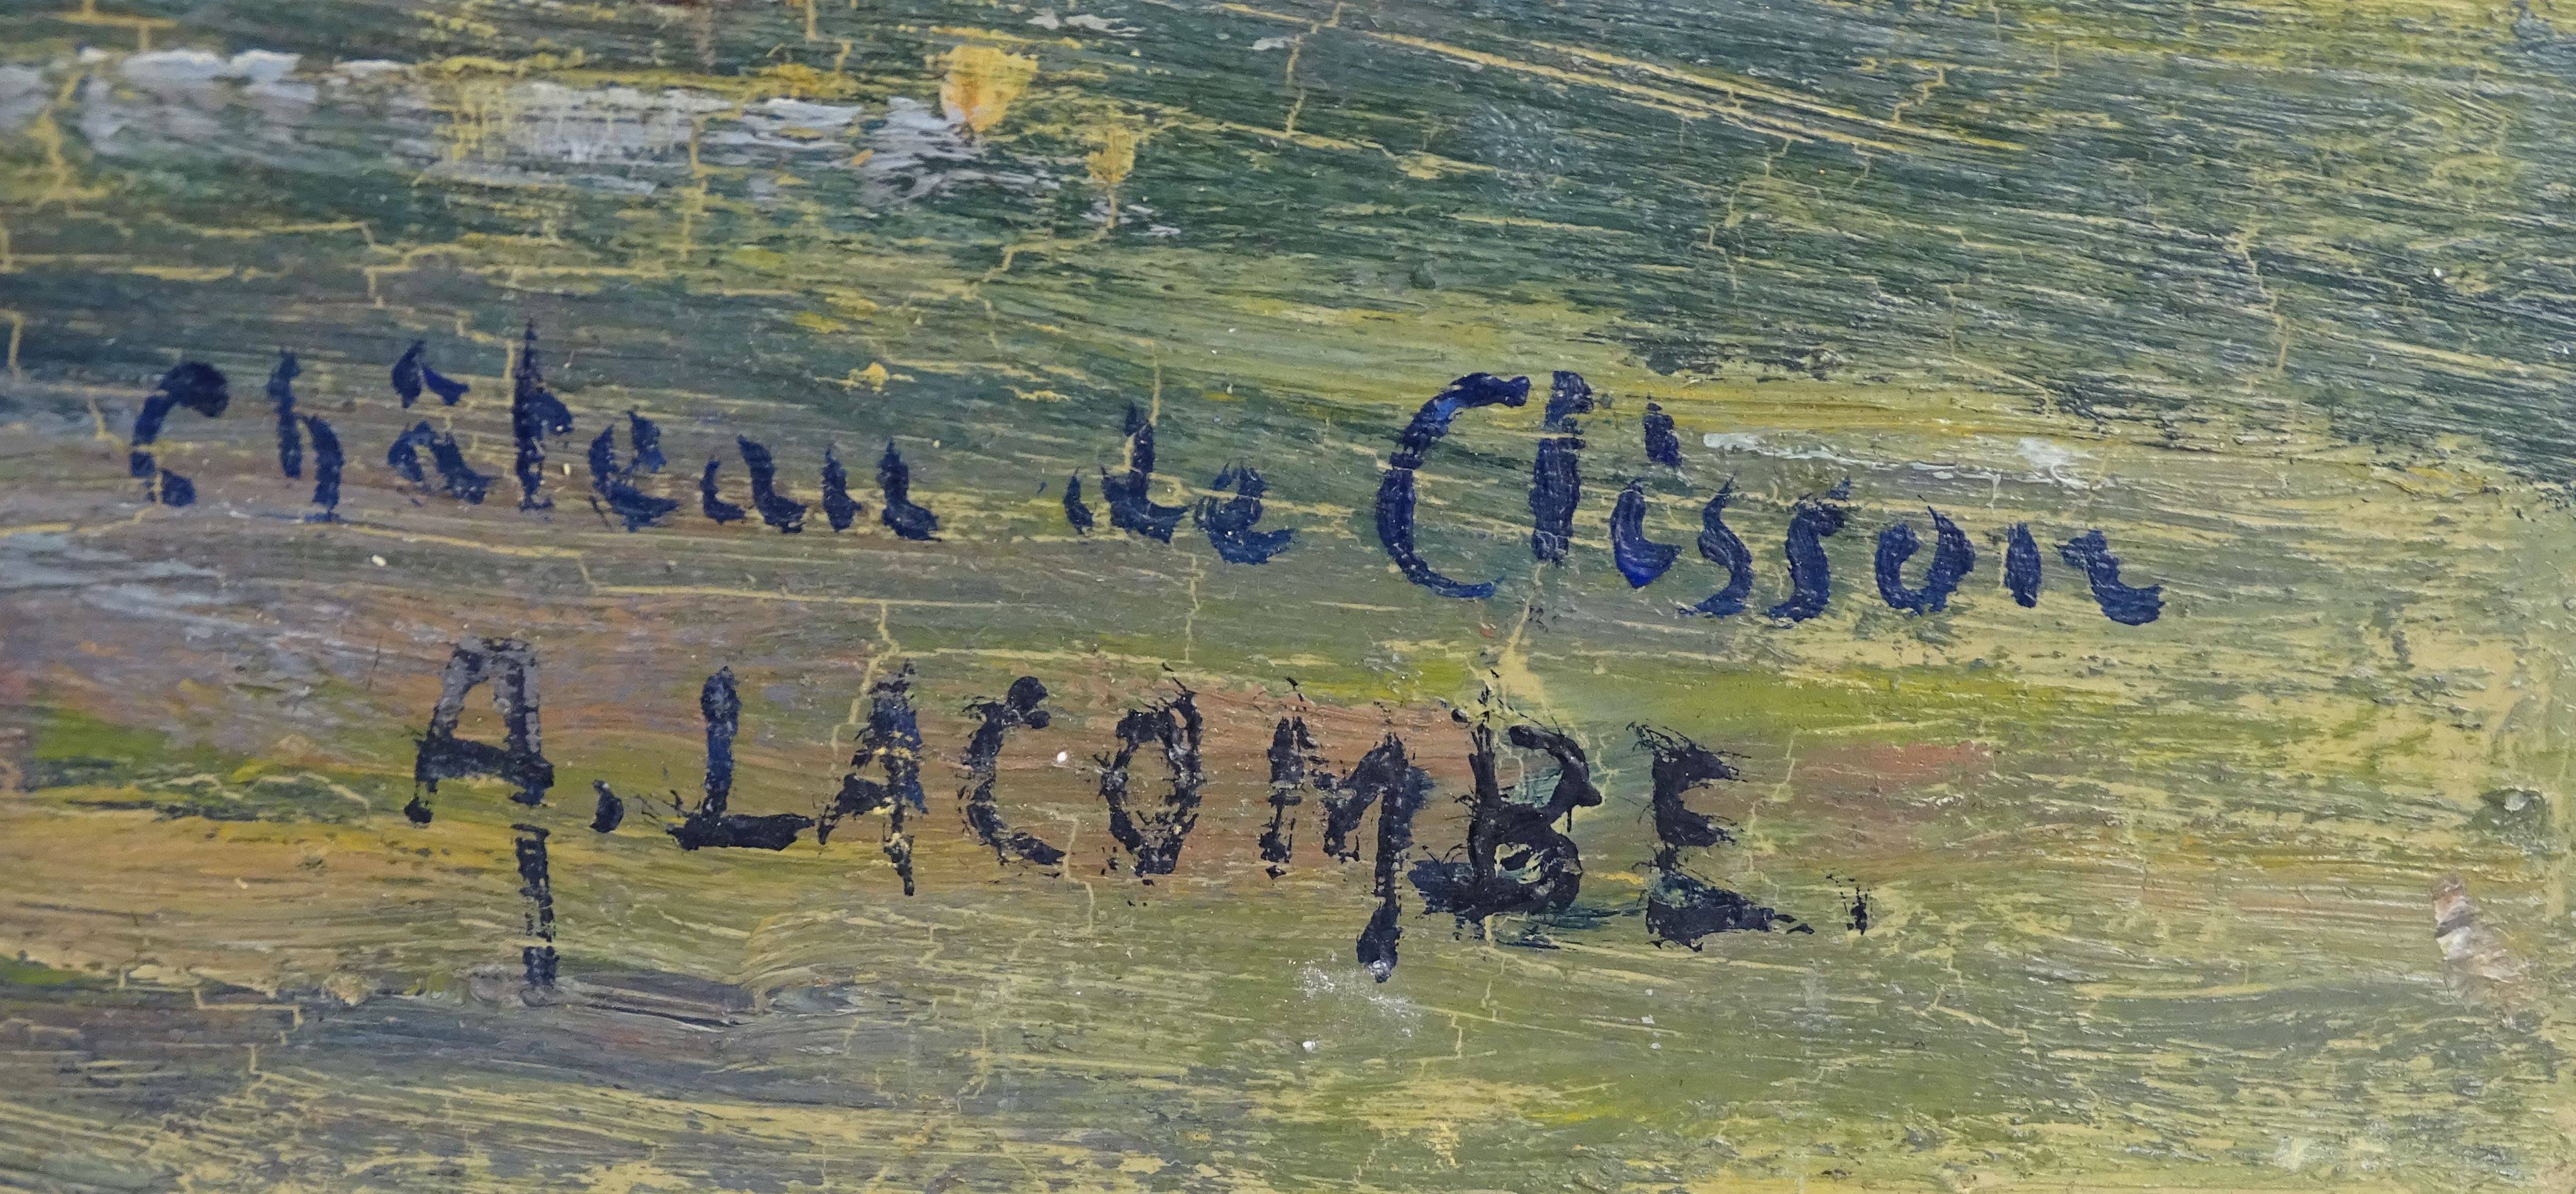 Château de Clisson
A. LACOMBE.